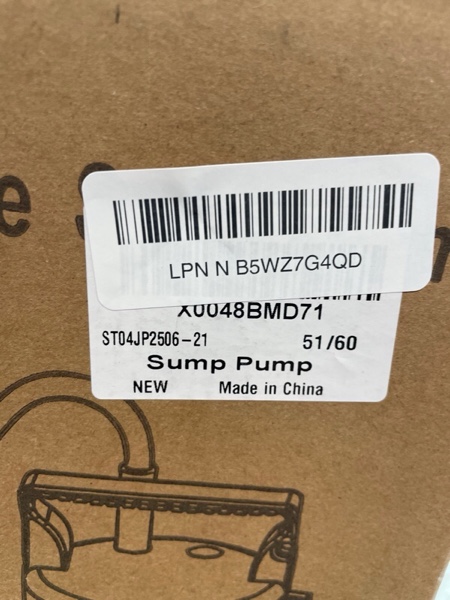 e S
LPN N B5WZ7G4QD
X0048BMD71
ST04JP2506-21 51/60
Sump Pump
NEW Made in China